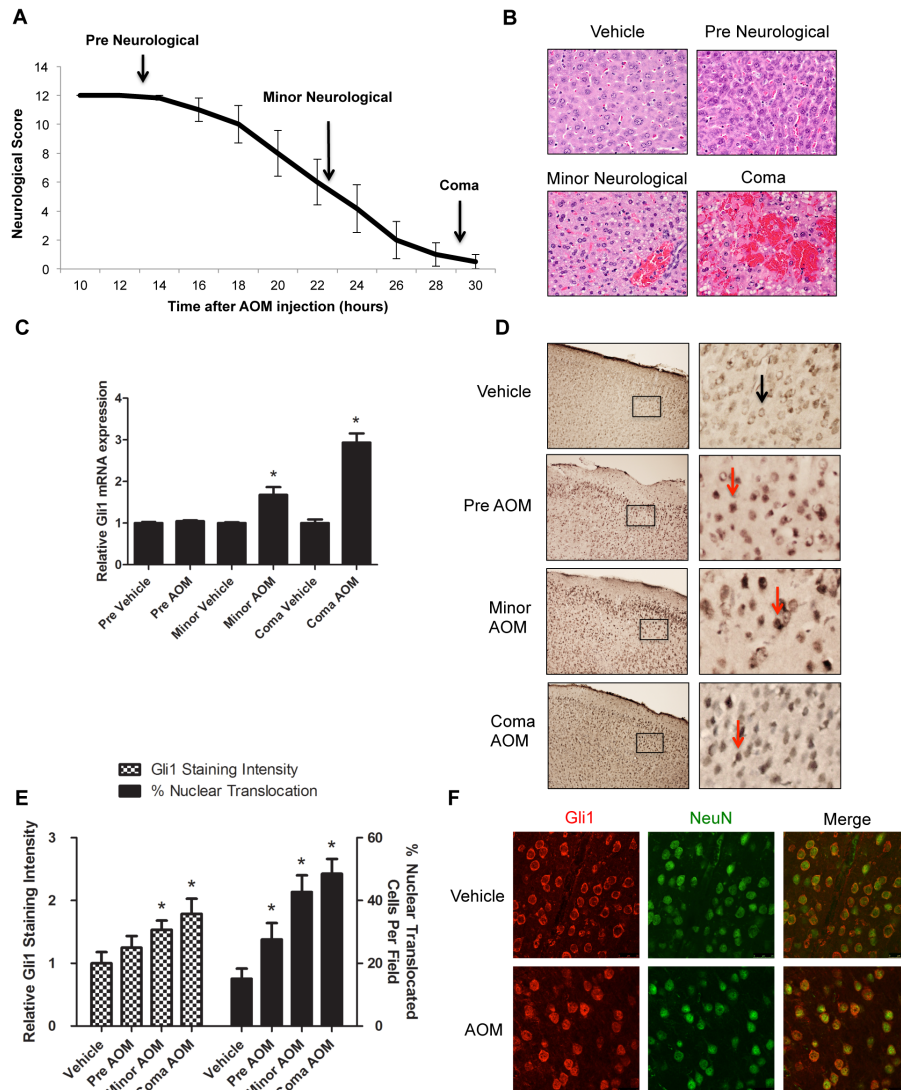 A
Pre Neurological
Minor Neurological
Coma
Neurological Score
14
12
10
8
6
4
2
0
10 12 14 16 18 20 22 24 26 28 30
Time after AOM injection (hours)
B
Vehicle
Pre Neurological
Minor Neurological
Coma
C
Relative Gli1 mRNA expression
4
3
2
1
0
*
*
Pre Vehicle
Pre AOM
Minor Vehicle
Minor AOM
Coma Vehicle
Coma AOM
D
Vehicle
Pre AOM
Minor
AOM
Coma
AOM
E
Gli1 Staining Intensity
% Nuclear Translocation
Relative Gli1 Staining Intensity
3
2
1
0
* *
* * *
60
40
20
0
% Nuclear Translocated
Cells Per Field
Vehicle
Pre AOM
Minor AOM
Coma AOM
Vehicle
Pre AOM
Minor AOM
Coma AOM
F
Gli1 NeuN Merge
Vehicle
AOM